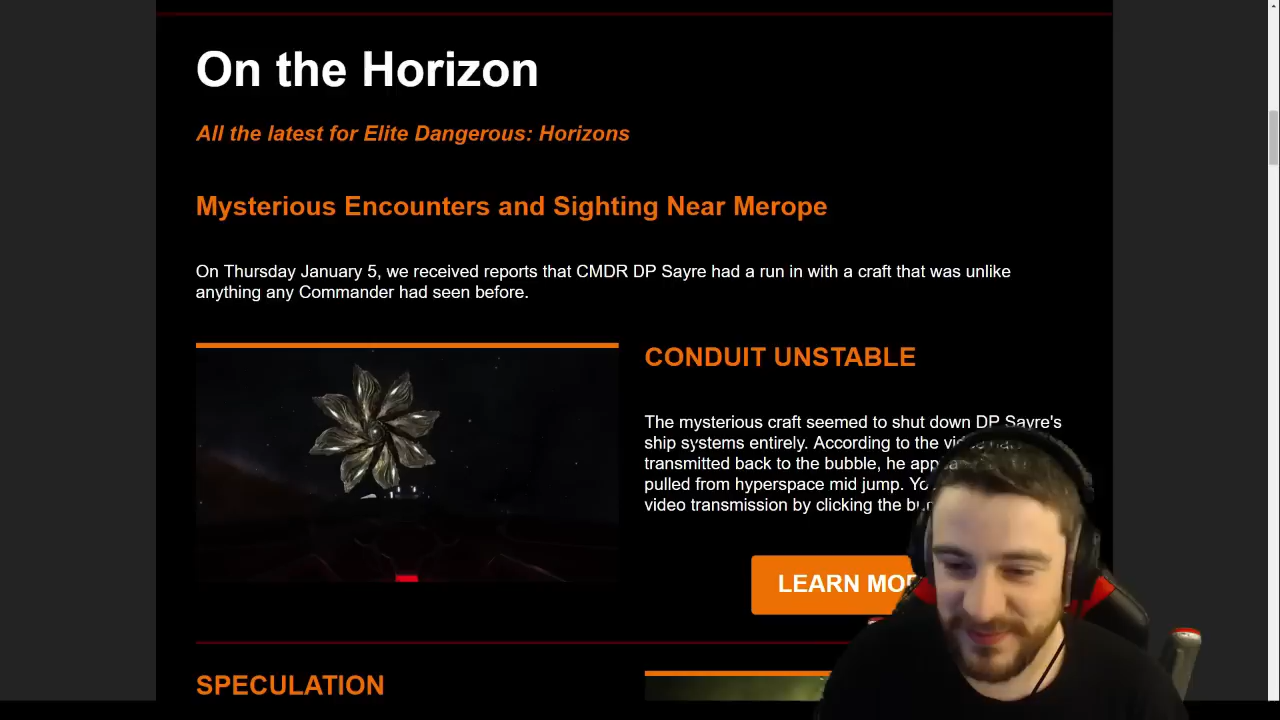 On the Horizon
All the latest for Elite Dangerous: Horizons
Mysterious Encounters and Sighting Near Merope
On Thursday January 5, we received reports that CMDR DP Sayre had a run in with a craft that was unlike
anything any Commander had seen before.
CONDUIT UNSTABLE
The mysterious craft seemed to shut down DP Sayre's
ship systems entirely. According to the
transmitted back to the bubble, he
pulled from hyperspace mid jump.
video transmission by clicking the
LEARN
SPECULATION